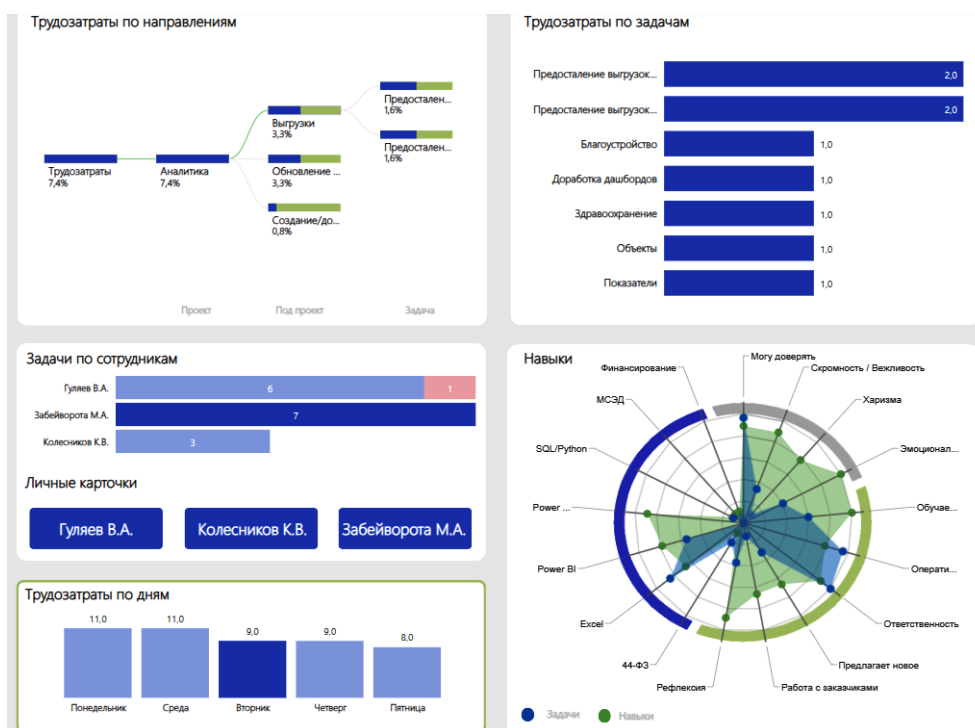 Трудозатраты по направлениям
Предостален...
1,6%
Выгрузки
3,3%
Предостален...
1,6%
Трудозатраты
7,4%
Аналитика
7,4%
Обновление ...
3,3%
Создание/до...
0,8%
Проект
Под проект
Задача
Трудозатраты по задачам
Предосталение выгрузок...
2,0
Предосталение выгрузок...
2,0
Благоустройство
1,0
Доработка дашбордов
1,0
Здравоохранение
1,0
Объекты
1,0
Показатели
1,0
Задачи по сотрудникам
Гуляев В.А.
6
1
Забейворота М.А.
7
Колесников К.В.
3
Личные карточки
Гуляев В.А.
Колесников К.В.
Забейворота М.А.
Трудозатраты по дням
11,0
11,0
9,0
9,0
8,0
Понедельник
Среда
Вторник
Четверг
Пятница
Навыки
Могу доверять
Скромность / Вежливость
Харизма
Эмоционал...
Обучае...
Операти...
Ответственность
Предлагает новое
Работа с заказчиками
Рефлексия
44-ФЗ
Excel
Power BI
Power ...
SQL/Python
МСЭД
Финансирование
Задачи
Навыки